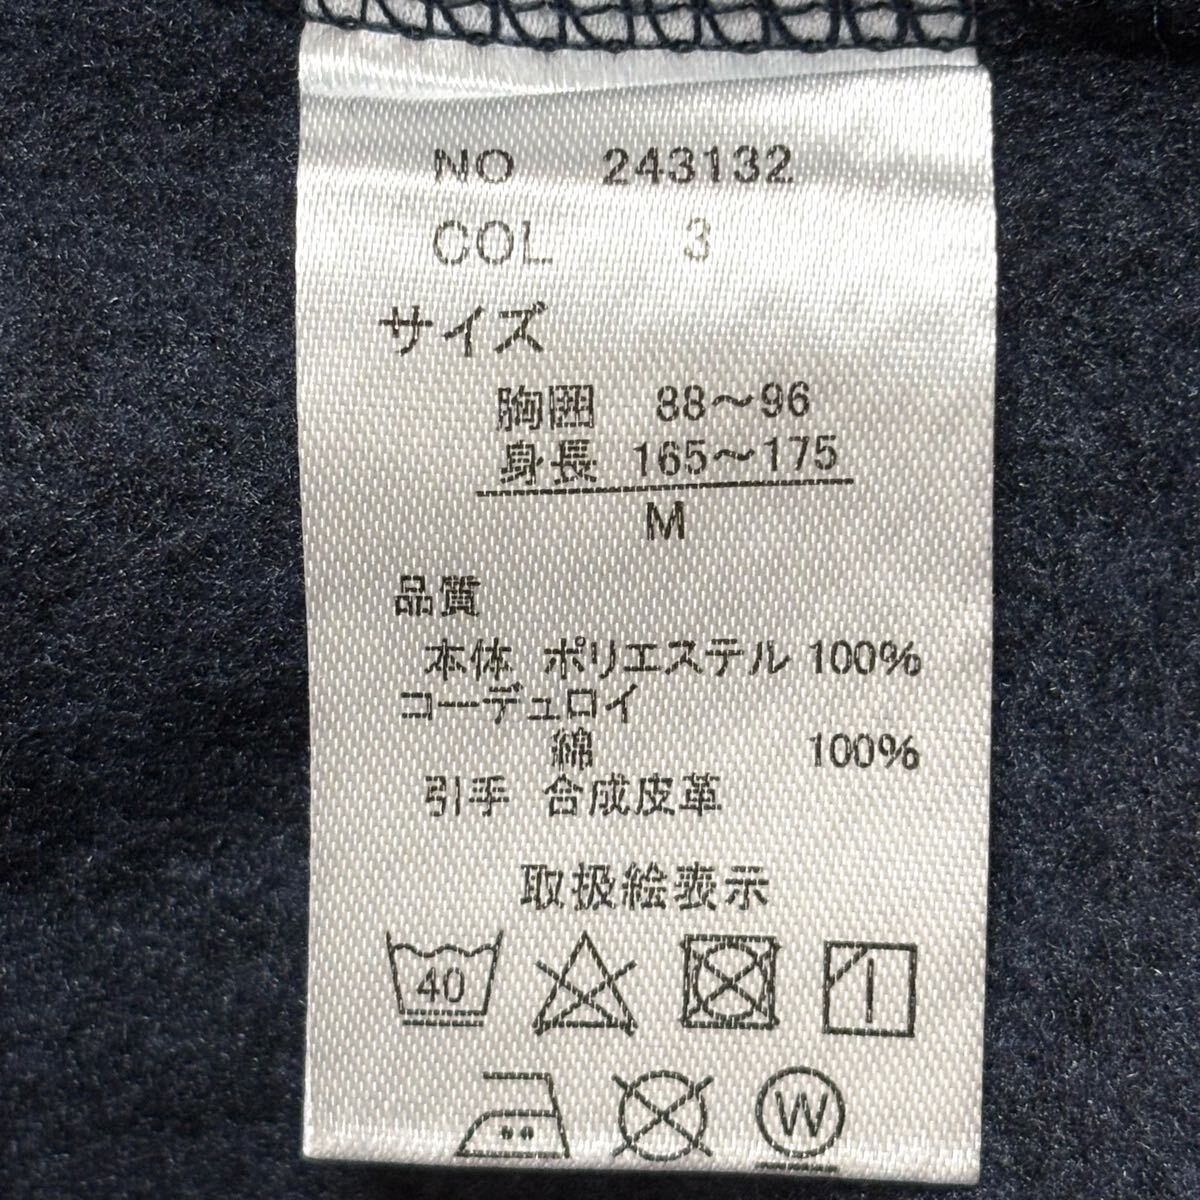 NO 243132
COL 3
サイズ
胸囲 88～96
身長 165～175
M
品質
本体 ポリエステル 100%
コーデュロイ
綿 100%
引手 合成皮革
取扱絵表示
40
W